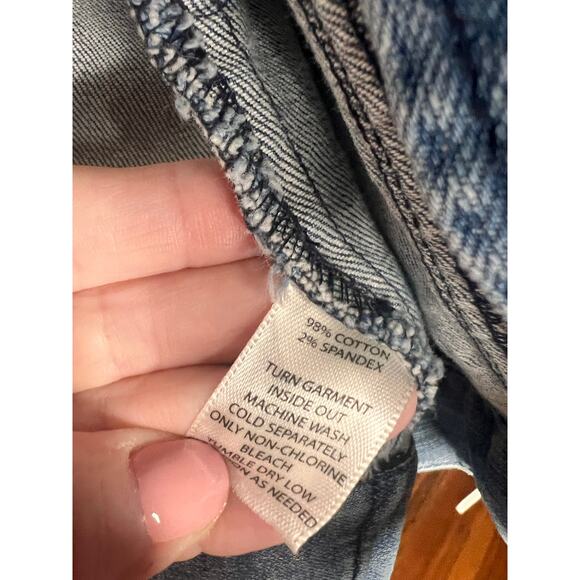 98% COTTON
2% SPANDEX
TURN GARMENT
INSIDE OUT
MACHINE WASH
COLD SEPARATELY
ONLY NON-CHLORINE
BLEACH
TUMBLE DRY LOW
AS NEEDED